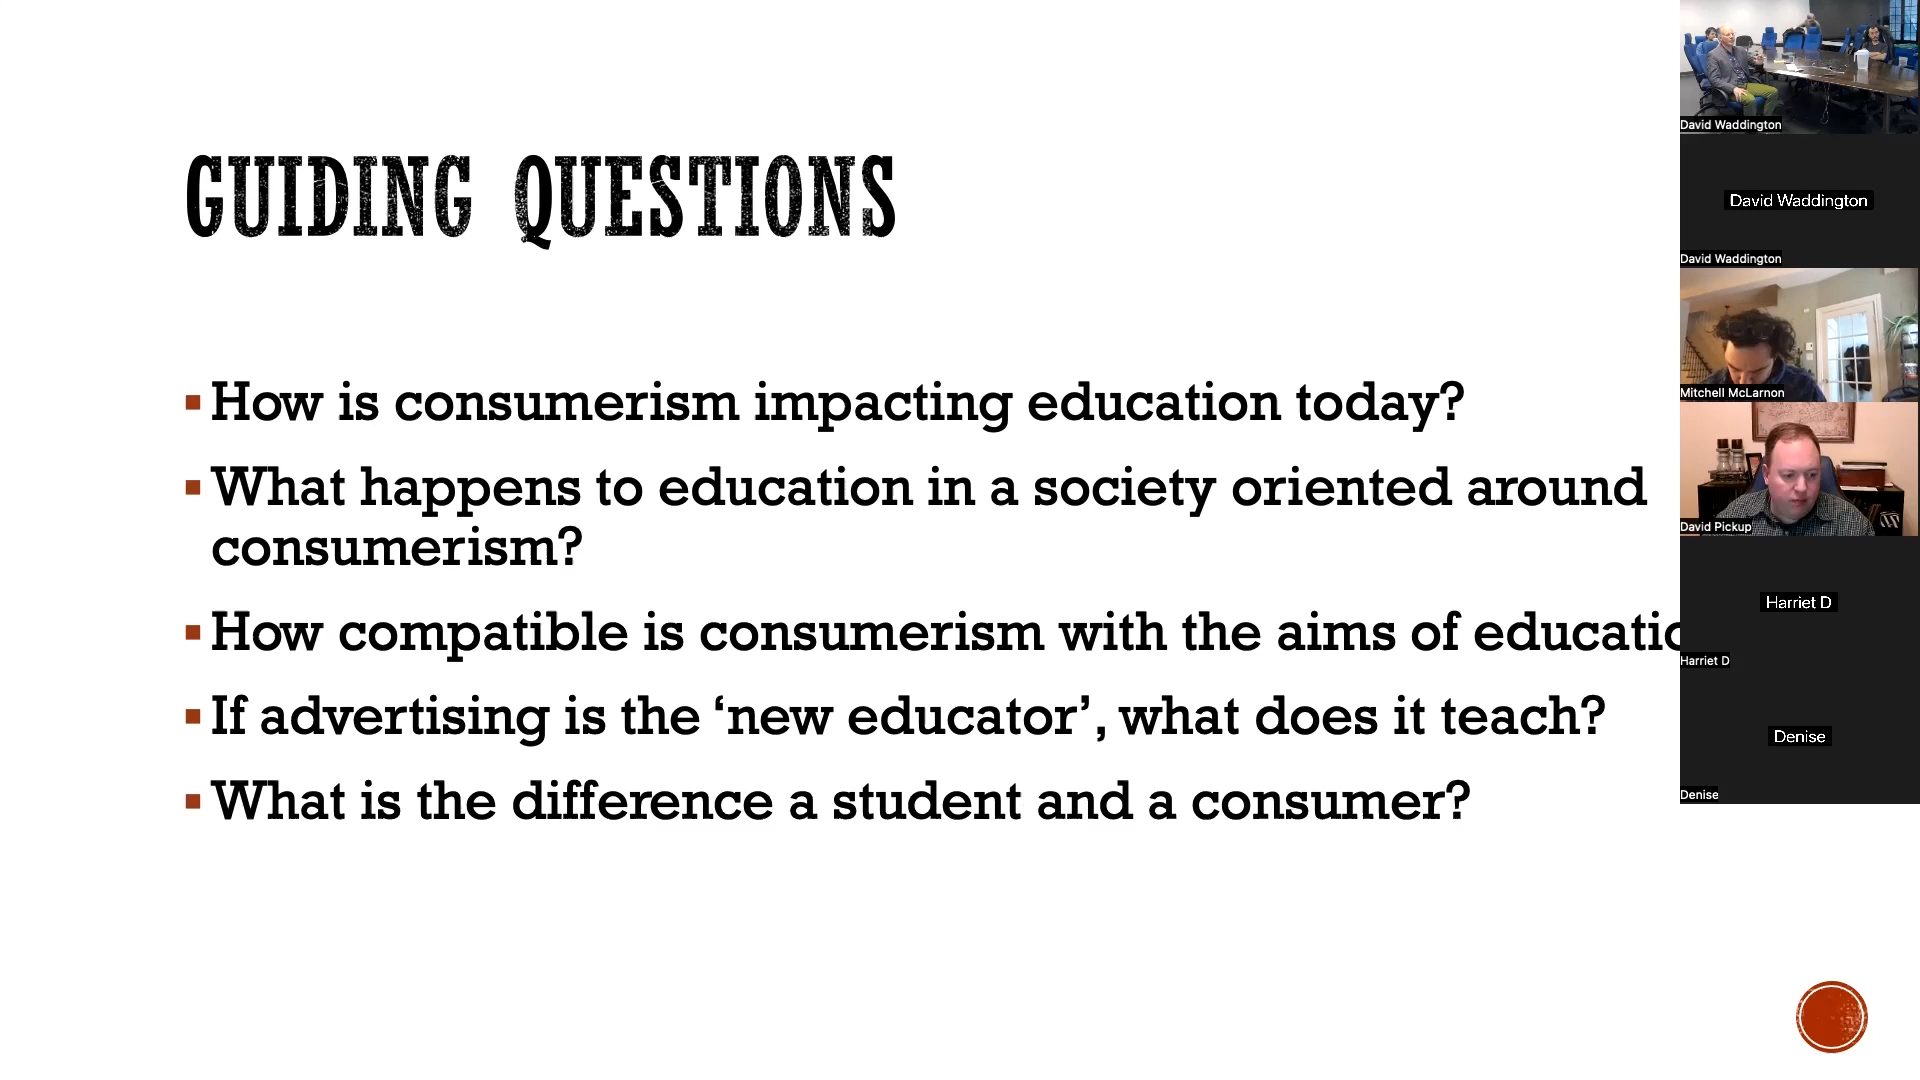 GUIDING QUESTIONS
▪ How is consumerism impacting education today?
▪ What happens to education in a society oriented around
consumerism?
▪ How compatible is consumerism with the aims of educatio
▪ If advertising is the ‘new educator’, what does it teach?
▪ What is the difference a student and a consumer?
David Waddington
David Waddington
David Waddington
Mitchell McLarnon
David Pickup
Harriet D
Harriet D
Denise
Denise